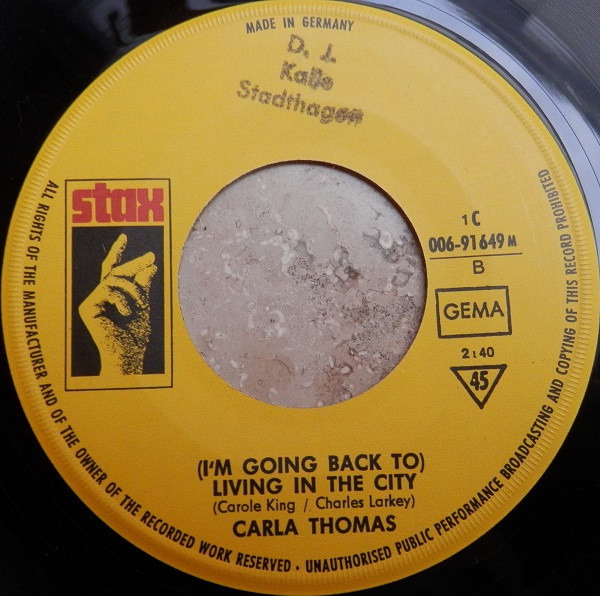 MADE IN GERMANY
D. J.
Kalle
Stadthagen
stax
1C
006-91649 M
B
GEMA
2:40
45
(I'M GOING BACK TO)
LIVING IN THE CITY
(Carole King / Charles Larkey)
CARLA THOMAS
ALL RIGHTS OF THE MANUFACTURER AND OF THE OWNER OF THE RECORDED WORK RESERVED · UNAUTHORISED PUBLIC PERFORMANCE BROADCASTING AND COPYING OF THIS RECORD PROHIBITED